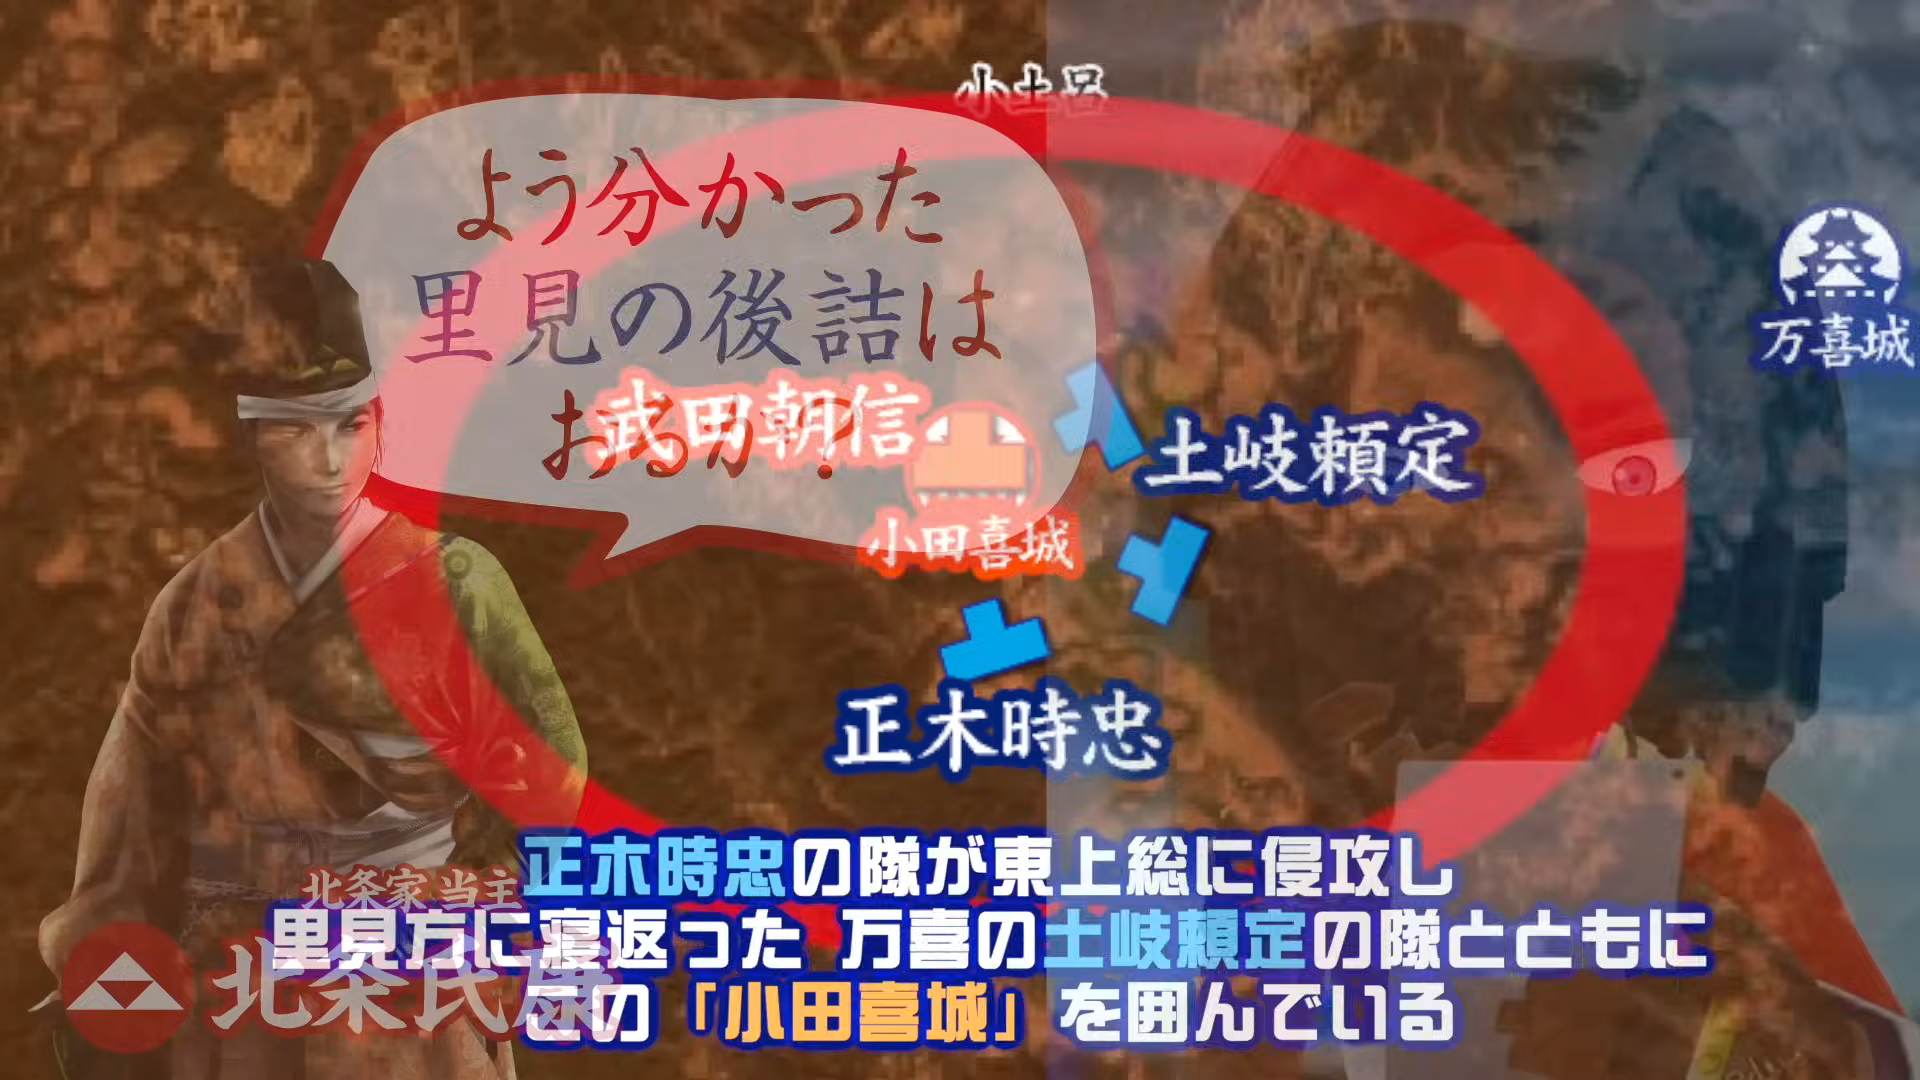 小土呂
よう分かった
里見の後詰は
おるか?
万喜城
武田朝信
土岐頼定
小田喜城
正木時忠
北条家 当主
北条氏康
正木時忠の隊が東上総に侵攻し
里見方に寝返った 万喜の土岐頼定の隊とともに
この「小田喜城」を囲んでいる